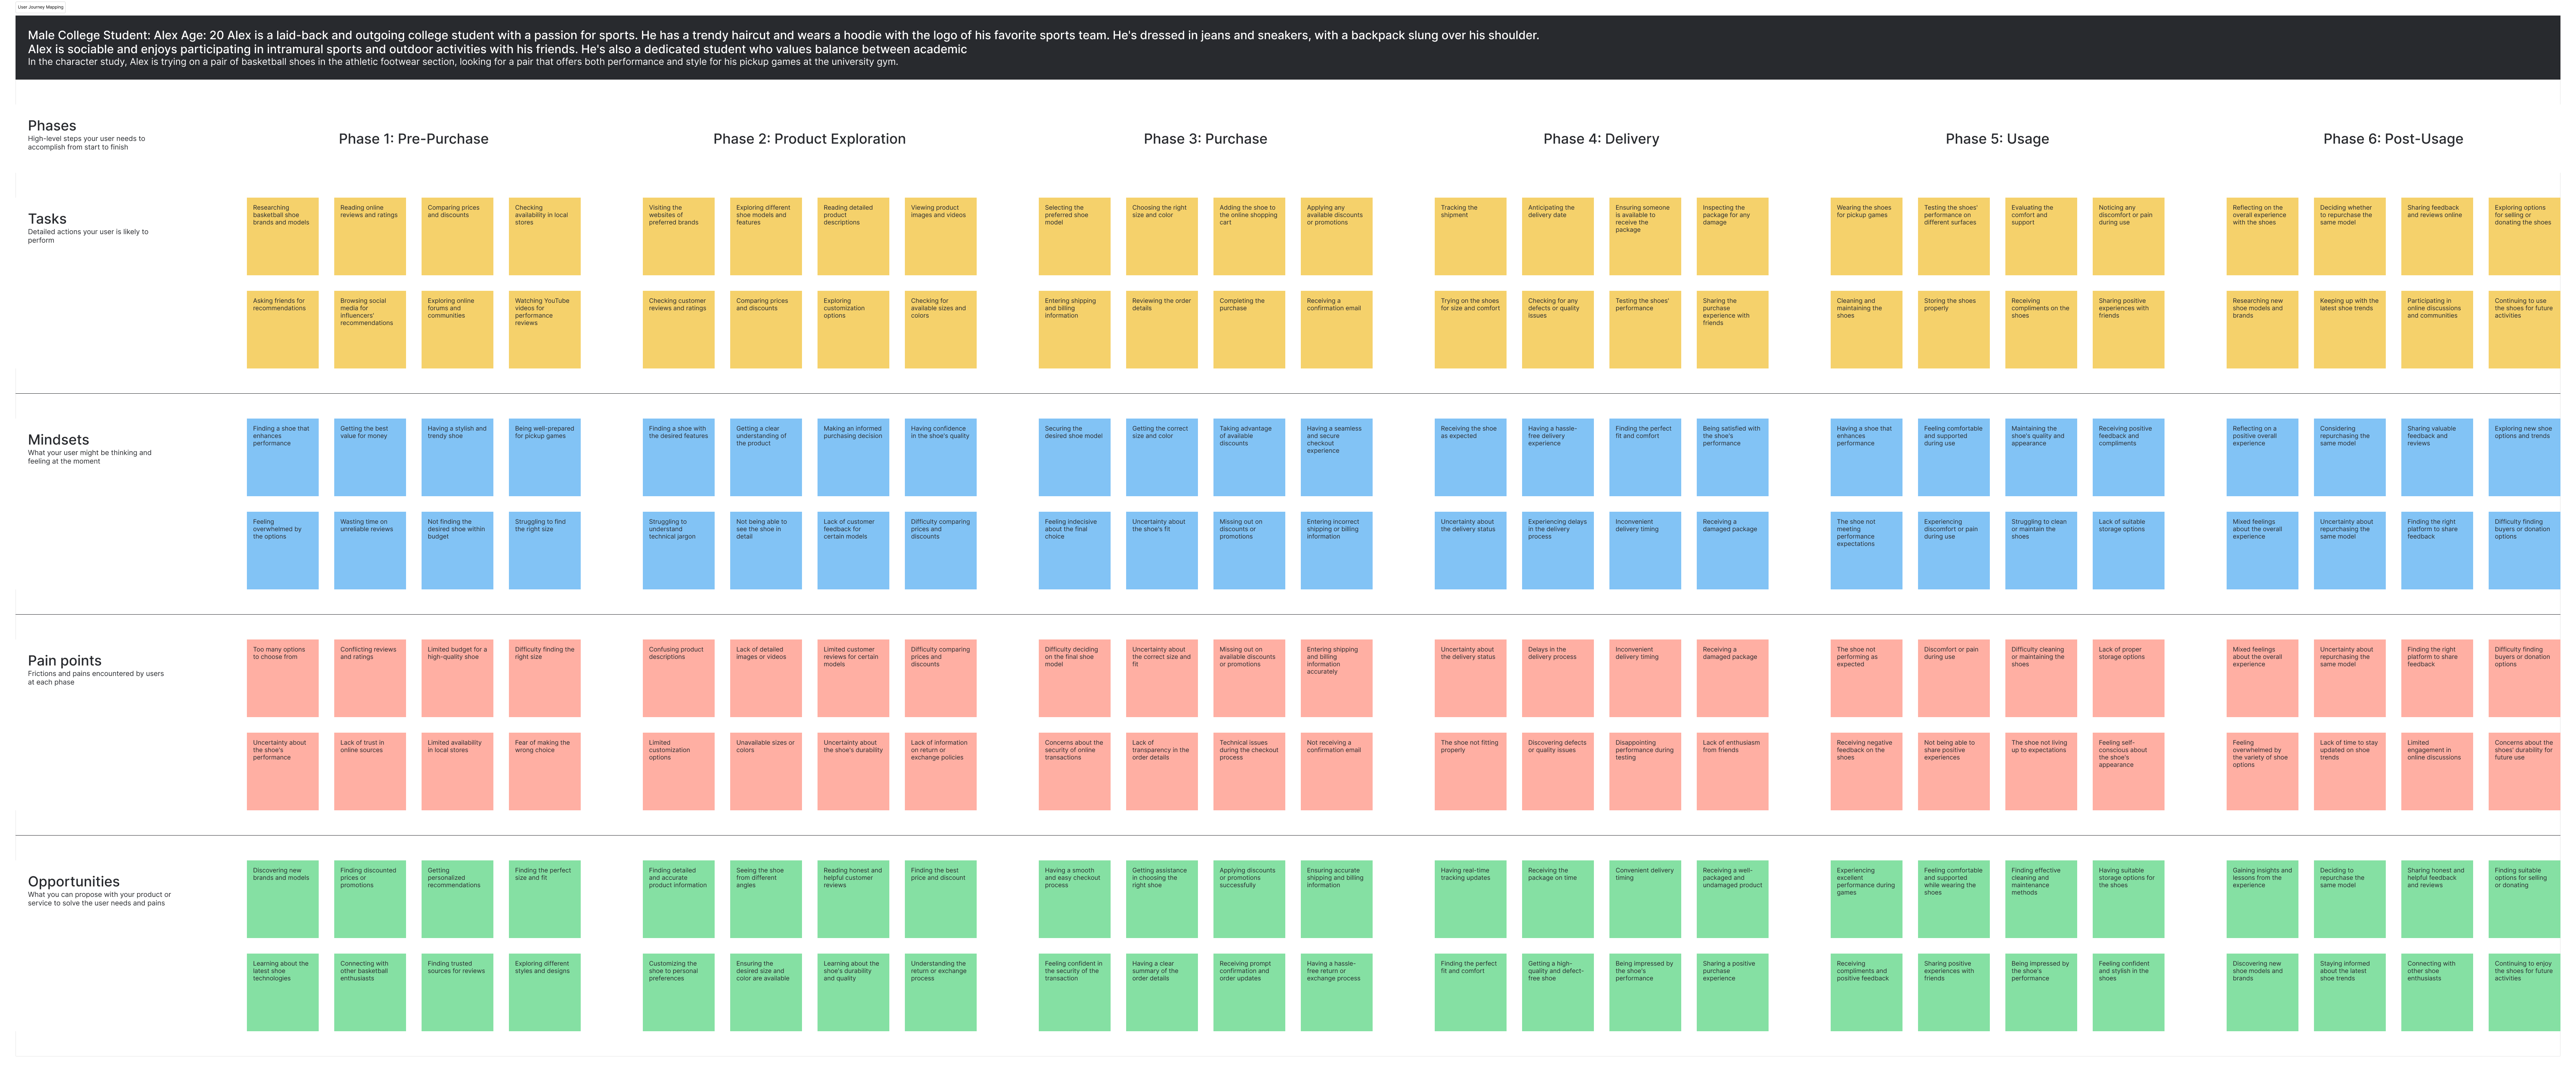 User Journey Mapping
Male College Student: Alex Age: 20 Alex is a laid-back and outgoing college student with a passion for sports. He has a trendy haircut and wears a hoodie with the logo of his favorite sports team. He's dressed in jeans and sneakers, with a backpack slung over his shoulder.
Alex is sociable and enjoys participating in intramural sports and outdoor activities with his friends. He's also a dedicated student who values balance between academic
In the character study, Alex is trying on a pair of basketball shoes in the athletic footwear section, looking for a pair that offers both performance and style for his pickup games at the university gym.
Phases
High-level steps your user needs to
accomplish from start to finish
Phase 1: Pre-Purchase
Phase 2: Product Exploration
Phase 3: Purchase
Phase 4: Delivery
Phase 5: Usage
Phase 6: Post-Usage
Tasks
Detailed actions your user is likely to
perform
Researching
basketball shoe
brands and models
Reading online
reviews and ratings
Comparing prices
and discounts
Checking
availability in local
stores
Visiting the
websites of
preferred brands
Exploring different
shoe models and
features
Reading detailed
product
descriptions
Viewing product
images and videos
Selecting the
preferred shoe
model
Choosing the right
size and color
Adding the shoe to
the online shopping
cart
Applying any
available discounts
or promotions
Tracking the
shipment
Anticipating the
delivery date
Ensuring someone
is available to
receive the
package
Inspecting the
package for any
damage
Wearing the shoes
for pickup games
Testing the shoes'
performance on
different surfaces
Evaluating the
comfort and
support
Noticing any
discomfort or pain
during use
Reflecting on the
overall experience
with the shoes
Deciding whether
to repurchase the
same model
Sharing feedback
and reviews online
Exploring options
for selling or
donating the shoes
Asking friends for
recommendations
Browsing social
media for
influencers'
recommendations
Exploring online
forums and
communities
Watching YouTube
videos for
performance
reviews
Checking customer
reviews and ratings
Comparing prices
and discounts
Exploring
customization
options
Checking for
available sizes and
colors
Entering shipping
and billing
information
Reviewing the order
details
Completing the
purchase
Receiving a
confirmation email
Trying on the shoes
for size and comfort
Checking for any
defects or quality
issues
Testing the shoes'
performance
Sharing the
purchase
experience with
friends
Cleaning and
maintaining the
shoes
Storing the shoes
properly
Receiving
compliments on the
shoes
Sharing positive
experiences with
friends
Researching new
shoe models and
brands
Keeping up with the
latest shoe trends
Participating in
online discussions
and communities
Continuing to use
the shoes for future
activities
Mindsets
What your user might be thinking and
feeling at the moment
Finding a shoe that
enhances
performance
Getting the best
value for money
Having a stylish and
trendy shoe
Being well-prepared
for pickup games
Finding a shoe with
the desired features
Getting a clear
understanding of
the product
Making an informed
purchasing decision
Having confidence
in the shoe's quality
Securing the
desired shoe model
Getting the correct
size and color
Taking advantage
of available
discounts
Having a seamless
and secure
checkout
experience
Receiving the shoe
as expected
Having a hassle-
free delivery
experience
Finding the perfect
fit and comfort
Being satisfied with
the shoe's
performance
Having a shoe that
enhances
performance
Feeling comfortable
and supported
during use
Maintaining the
shoe's quality and
appearance
Receiving positive
feedback and
compliments
Reflecting on a
positive overall
experience
Considering
repurchasing the
same model
Sharing valuable
feedback and
reviews
Exploring new shoe
options and trends
Feeling
overwhelmed by
the options
Wasting time on
unreliable reviews
Not finding the
desired shoe within
budget
Struggling to find
the right size
Struggling to
understand
technical jargon
Not being able to
see the shoe in
detail
Lack of customer
feedback for
certain models
Difficulty comparing
prices and
discounts
Feeling indecisive
about the final
choice
Uncertainty about
the shoe's fit
Missing out on
discounts or
promotions
Entering incorrect
shipping or billing
information
Uncertainty about
the delivery status
Experiencing delays
in the delivery
process
Inconvenient
delivery timing
Receiving a
damaged package
The shoe not
meeting
performance
expectations
Experiencing
discomfort or pain
during use
Struggling to clean
or maintain the
shoes
Lack of suitable
storage options
Mixed feelings
about the overall
experience
Uncertainty about
repurchasing the
same model
Finding the right
platform to share
feedback
Difficulty finding
buyers or donation
options
Pain points
Frictions and pains encountered by users
at each phase
Too many options
to choose from
Conflicting reviews
and ratings
Limited budget for a
high-quality shoe
Difficulty finding the
right size
Confusing product
descriptions
Lack of detailed
images or videos
Limited customer
reviews for certain
models
Difficulty comparing
prices and
discounts
Difficulty deciding
on the final shoe
model
Uncertainty about
the correct size and
fit
Missing out on
available discounts
or promotions
Entering shipping
and billing
information
accurately
Uncertainty about
the delivery status
Delays in the
delivery process
Inconvenient
delivery timing
Receiving a
damaged package
The shoe not
performing as
expected
Discomfort or pain
during use
Difficulty cleaning
or maintaining the
shoes
Lack of proper
storage options
Mixed feelings
about the overall
experience
Uncertainty about
repurchasing the
same model
Finding the right
platform to share
feedback
Difficulty finding
buyers or donation
options
Uncertainty about
the shoe's
performance
Lack of trust in
online sources
Limited availability
in local stores
Fear of making the
wrong choice
Limited
customization
options
Unavailable sizes or
colors
Uncertainty about
the shoe's durability
Lack of information
on return or
exchange policies
Concerns about the
security of online
transactions
Lack of
transparency in the
order details
Technical issues
during the checkout
process
Not receiving a
confirmation email
The shoe not fitting
properly
Discovering defects
or quality issues
Disappointing
performance during
testing
Lack of enthusiasm
from friends
Receiving negative
feedback on the
shoes
Not being able to
share positive
experiences
The shoe not living
up to expectations
Feeling self-
conscious about
the shoe's
appearance
Feeling
overwhelmed by
the variety of shoe
options
Lack of time to stay
updated on shoe
trends
Limited
engagement in
online discussions
Concerns about the
shoes' durability for
future use
Opportunities
What you can propose with your product or
service to solve the user needs and pains
Discovering new
brands and models
Finding discounted
prices or
promotions
Getting
personalized
recommendations
Finding the perfect
size and fit
Finding detailed
and accurate
product information
Seeing the shoe
from different
angles
Reading honest and
helpful customer
reviews
Finding the best
price and discount
Having a smooth
and easy checkout
process
Getting assistance
in choosing the
right shoe
Applying discounts
or promotions
successfully
Ensuring accurate
shipping and billing
information
Having real-time
tracking updates
Receiving the
package on time
Convenient delivery
timing
Receiving a well-
packaged and
undamaged product
Experiencing
excellent
performance during
games
Feeling comfortable
and supported
while wearing the
shoes
Finding effective
cleaning and
maintenance
methods
Having suitable
storage options for
the shoes
Gaining insights and
lessons from the
experience
Deciding to
repurchase the
same model
Sharing honest and
helpful feedback
and reviews
Finding suitable
options for selling
or donating
Learning about the
latest shoe
technologies
Connecting with
other basketball
enthusiasts
Finding trusted
sources for reviews
Exploring different
styles and designs
Customizing the
shoe to personal
preferences
Ensuring the
desired size and
color are available
Learning about the
shoe's durability
and quality
Understanding the
return or exchange
process
Feeling confident in
the security of the
transaction
Having a clear
summary of the
order details
Receiving prompt
confirmation and
order updates
Having a hassle-
free return or
exchange process
Finding the perfect
fit and comfort
Getting a high-
quality and defect-
free shoe
Being impressed by
the shoe's
performance
Sharing a positive
purchase
experience
Receiving
compliments and
positive feedback
Sharing positive
experiences with
friends
Being impressed by
the shoe's
performance
Feeling confident
and stylish in the
shoes
Discovering new
shoe models and
brands
Staying informed
about the latest
shoe trends
Connecting with
other shoe
enthusiasts
Continuing to enjoy
the shoes for future
activities